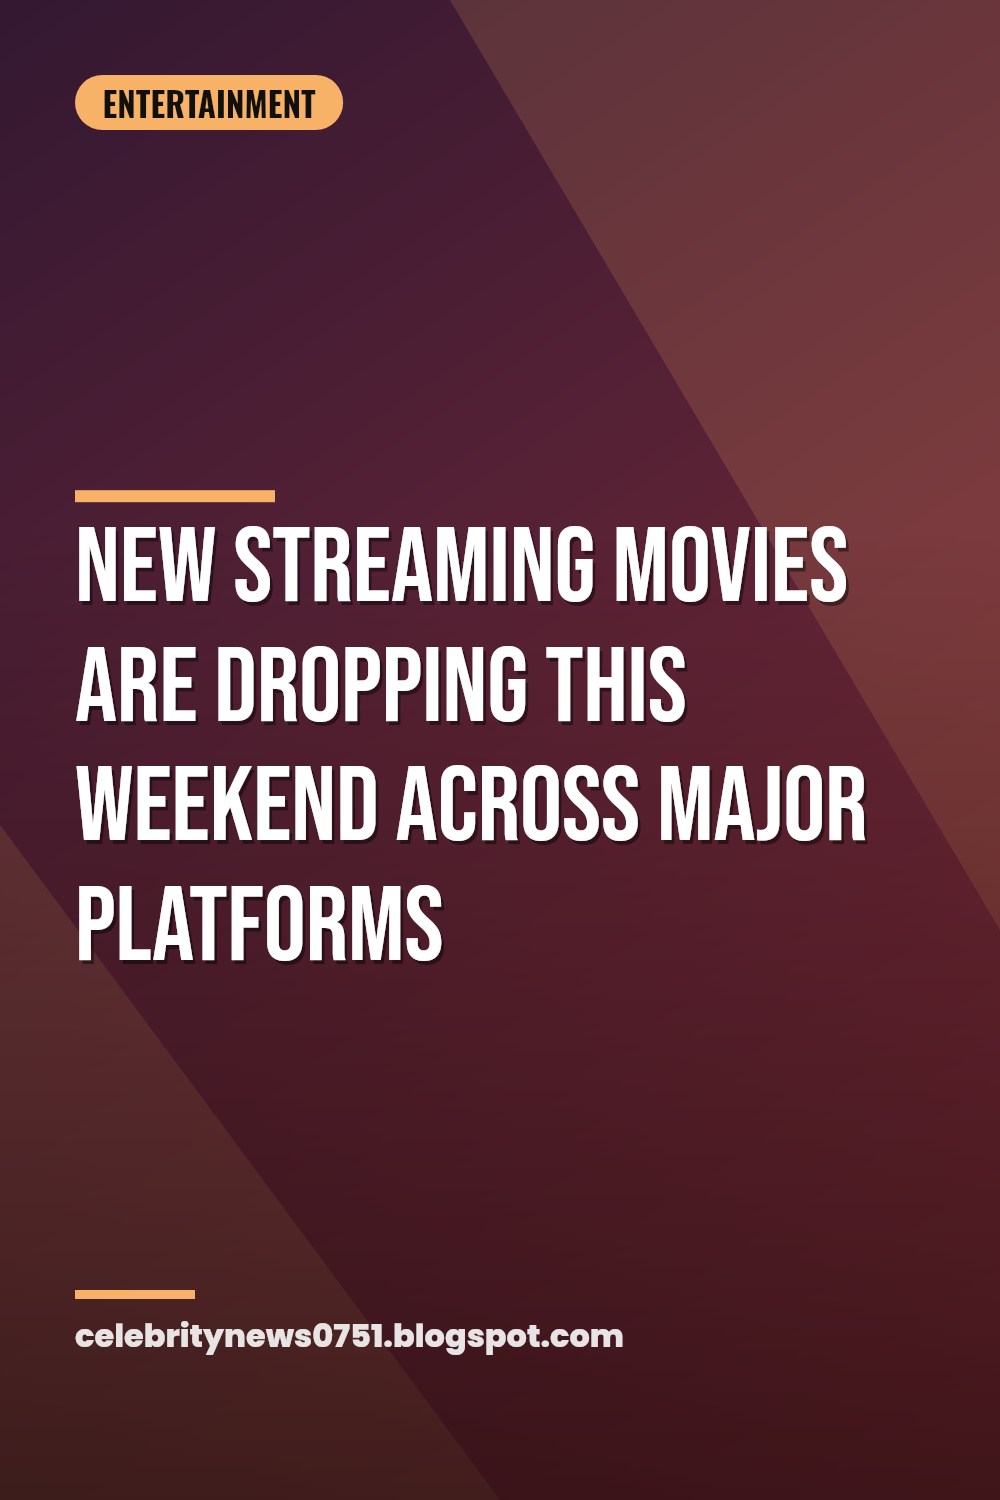 ENTERTAINMENT
NEW STREAMING MOVIES
ARE DROPPING THIS
WEEKEND ACROSS MAJOR
PLATFORMS
celebritynews0751.blogspot.com